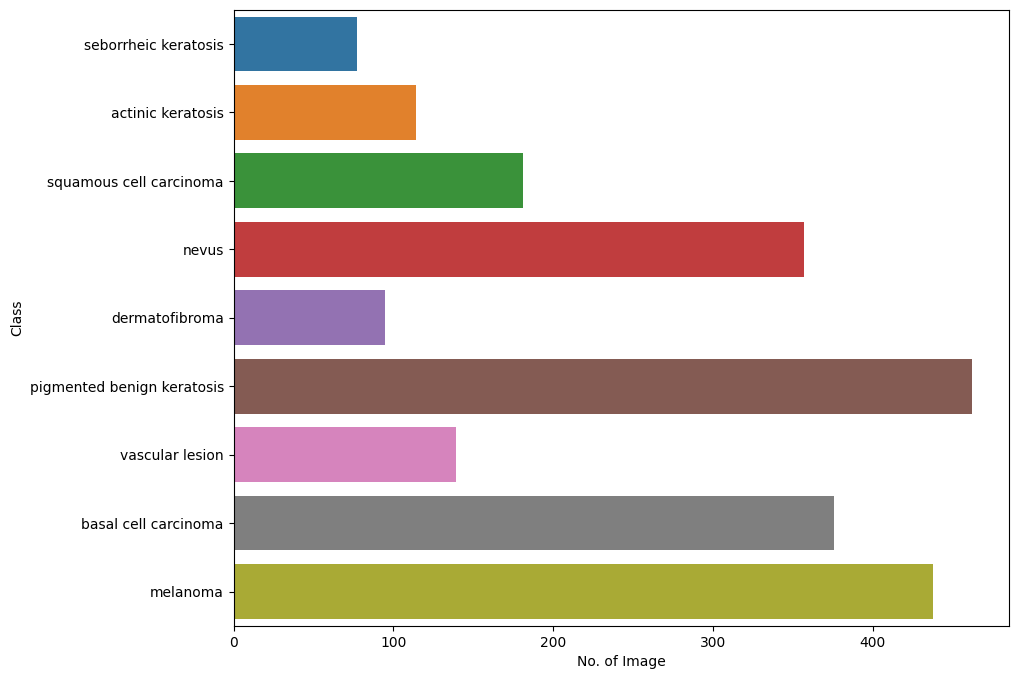 seborrheic keratosis
actinic keratosis
squamous cell carcinoma
nevus
dermatofibroma
pigmented benign keratosis
vascular lesion
basal cell carcinoma
melanoma
Class
0 100 200 300 400
No. of Image